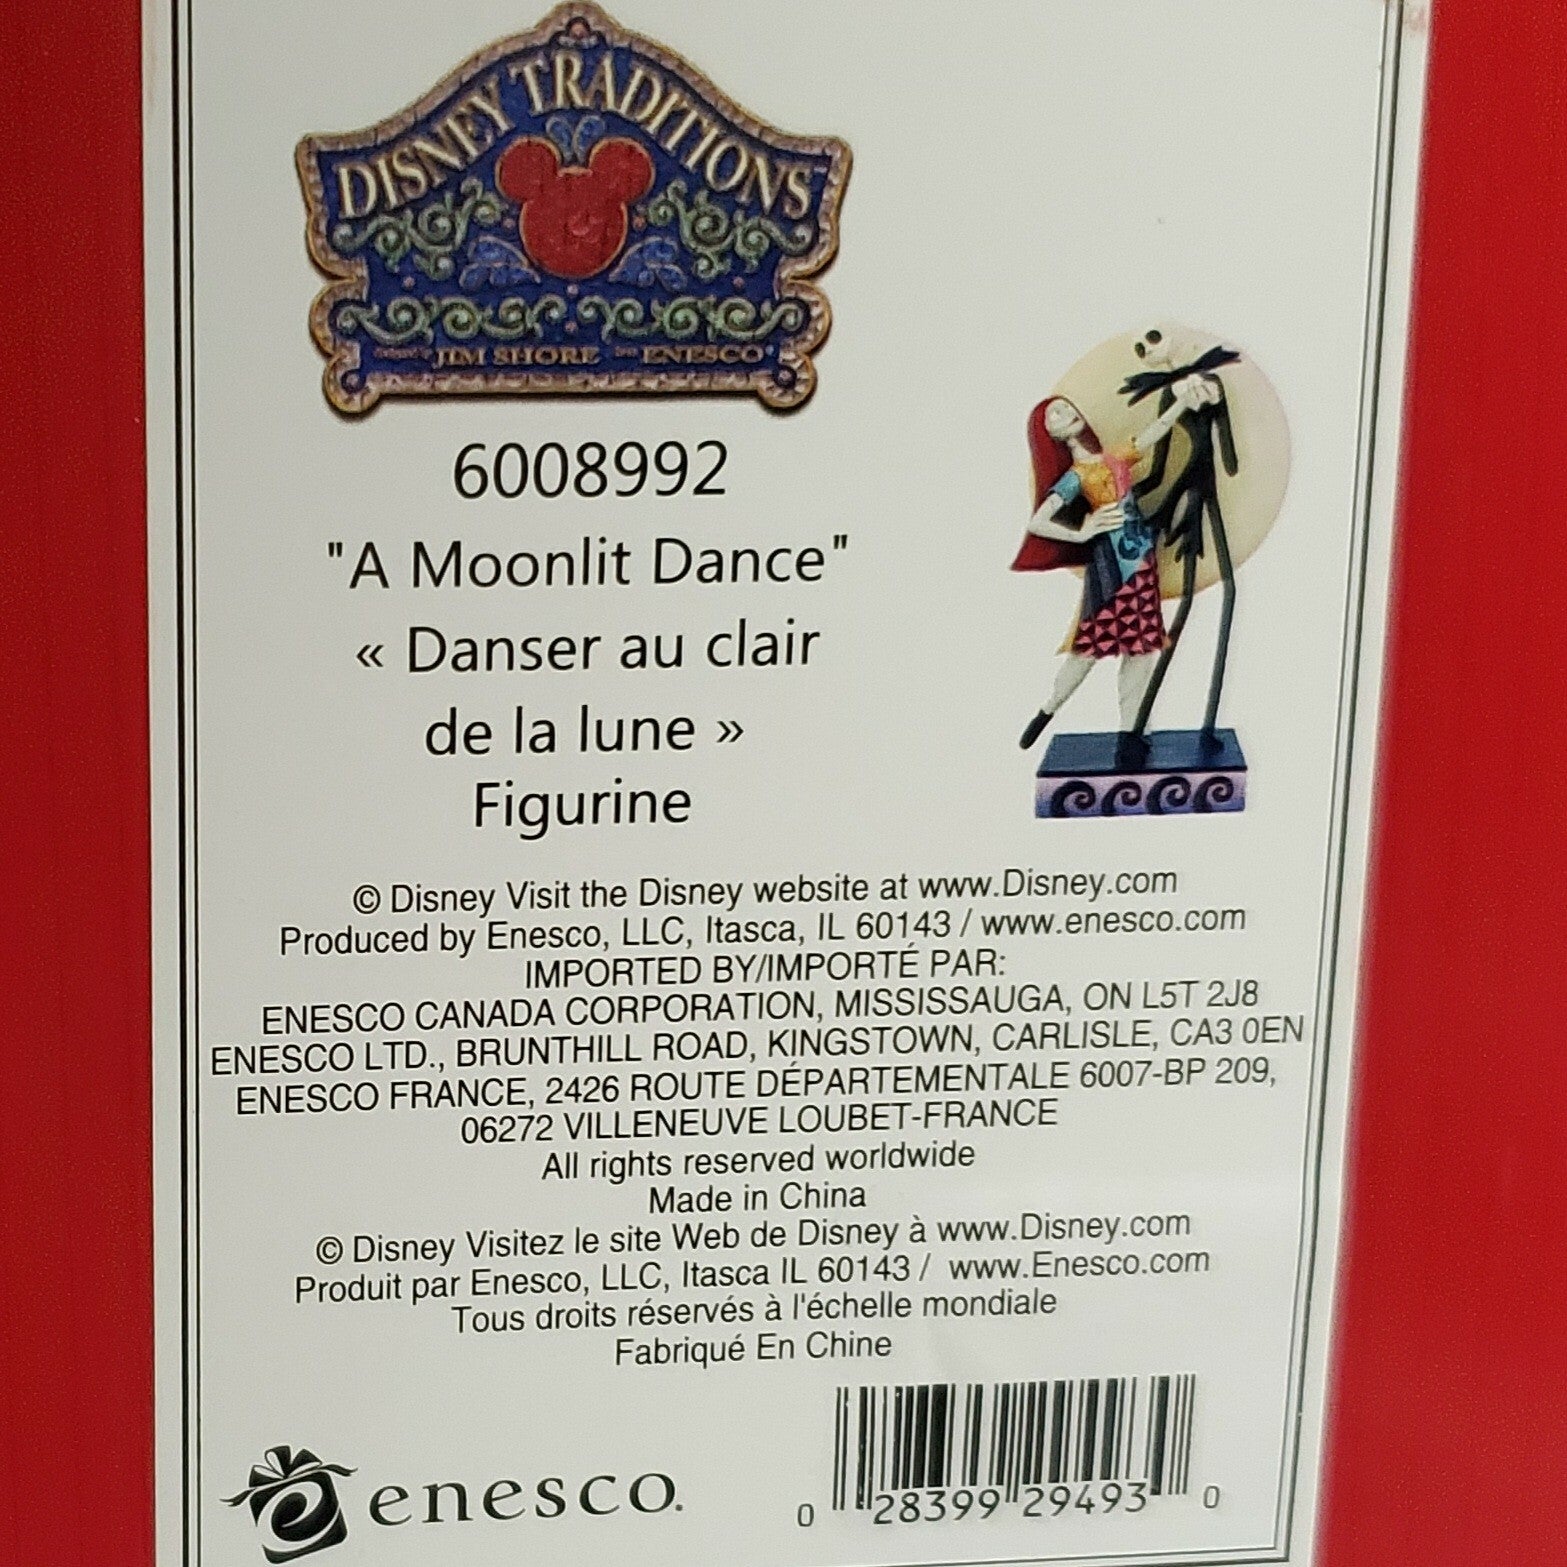 DISNEY TRADITIONS
JIM SHORE ENESCO
6008992
"A Moonlit Dance"
« Danser au clair
de la lune »
Figurine
© Disney Visit the Disney website at www.Disney.com
Produced by Enesco, LLC, Itasca, IL 60143 / www.enesco.com
IMPORTED BY/IMPORTÉ PAR:
ENESCO CANADA CORPORATION, MISSISSAUGA, ON L5T 2J8
ENESCO LTD., BRUNTHILL ROAD, KINGSTOWN, CARLISLE, CA3 0EN
ENESCO FRANCE, 2426 ROUTE DÉPARTEMENTALE 6007-BP 209,
06272 VILLENEUVE LOUBET-FRANCE
All rights reserved worldwide
Made in China
© Disney Visitez le site Web de Disney à www.Disney.com
Produit par Enesco, LLC, Itasca IL 60143 / www.Enesco.com
Tous droits réservés à l'échelle mondiale
Fabriqué En Chine
enesco.
0 28399 29493 0